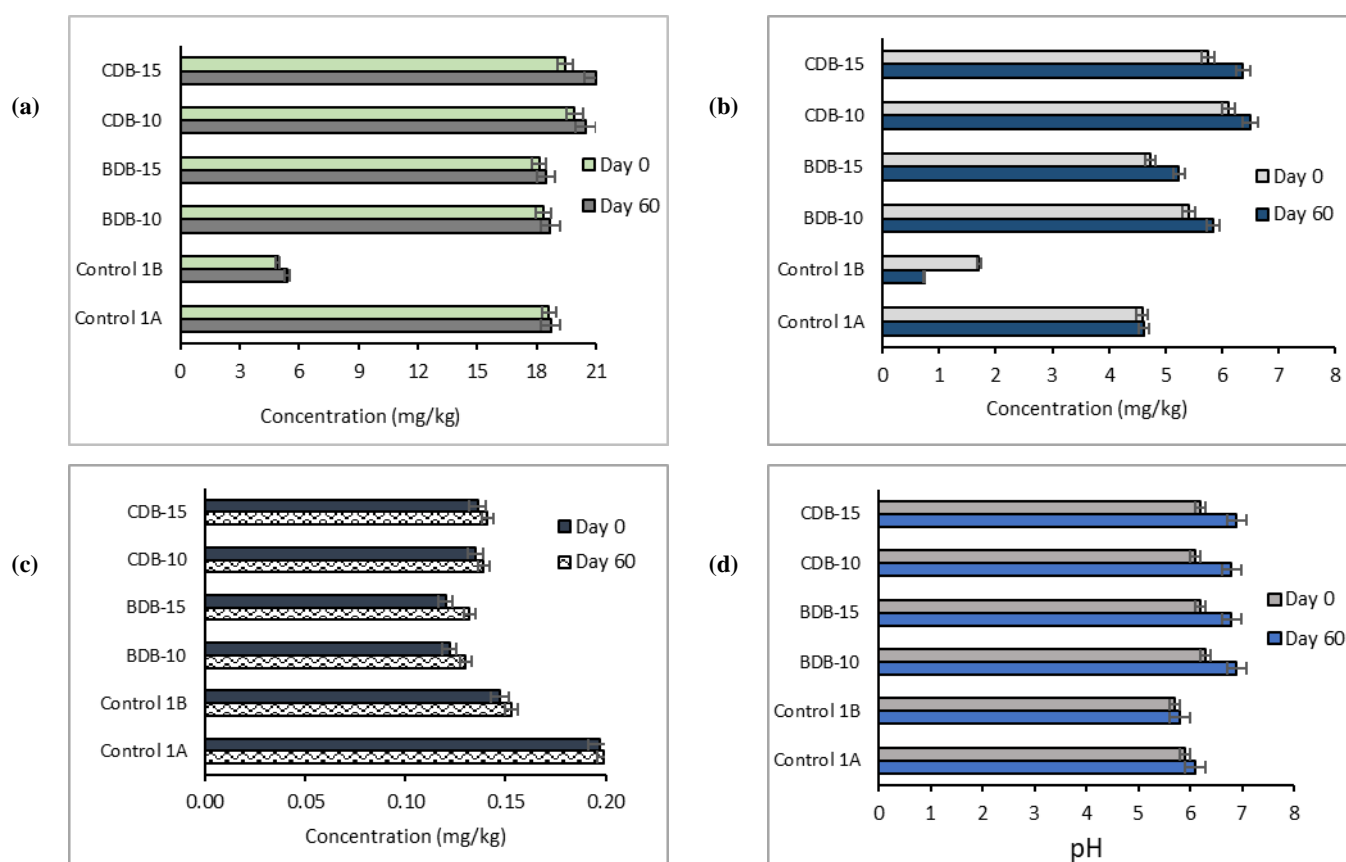 (a)
CDB-15
CDB-10
BDB-15
BDB-10
Control 1B
Control 1A
0 3 6 9 12 15 18 21
Concentration (mg/kg)
Day 0
Day 60
(b)
CDB-15
CDB-10
BDB-15
BDB-10
Control 1B
Control 1A
0 1 2 3 4 5 6 7 8
Concentration (mg/kg)
Day 0
Day 60
(c)
CDB-15
CDB-10
BDB-15
BDB-10
Control 1B
Control 1A
0.00 0.05 0.10 0.15 0.20
Concentration (mg/kg)
Day 0
Day 60
(d)
CDB-15
CDB-10
BDB-15
BDB-10
Control 1B
Control 1A
0 1 2 3 4 5 6 7 8
pH
Day 0
Day 60